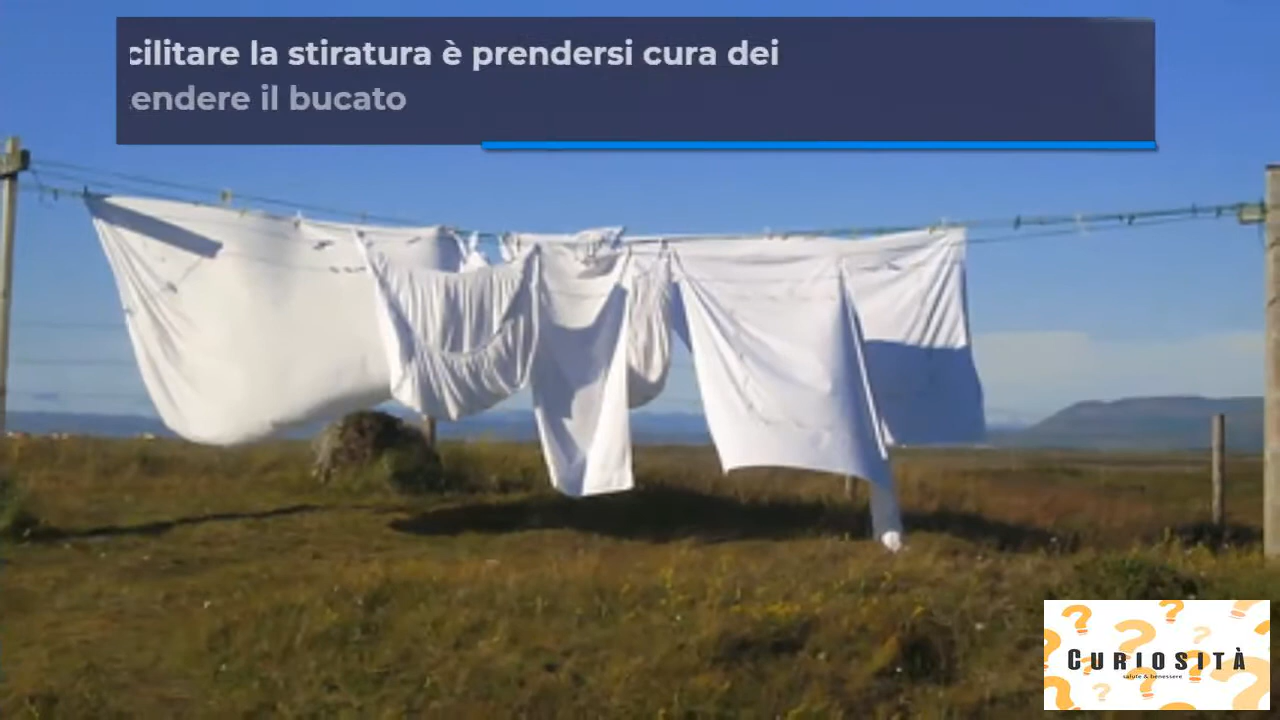 cilitare la stiratura è prendersi cura dei
endere il bucato
CURIOSITÀ
salute & benessere